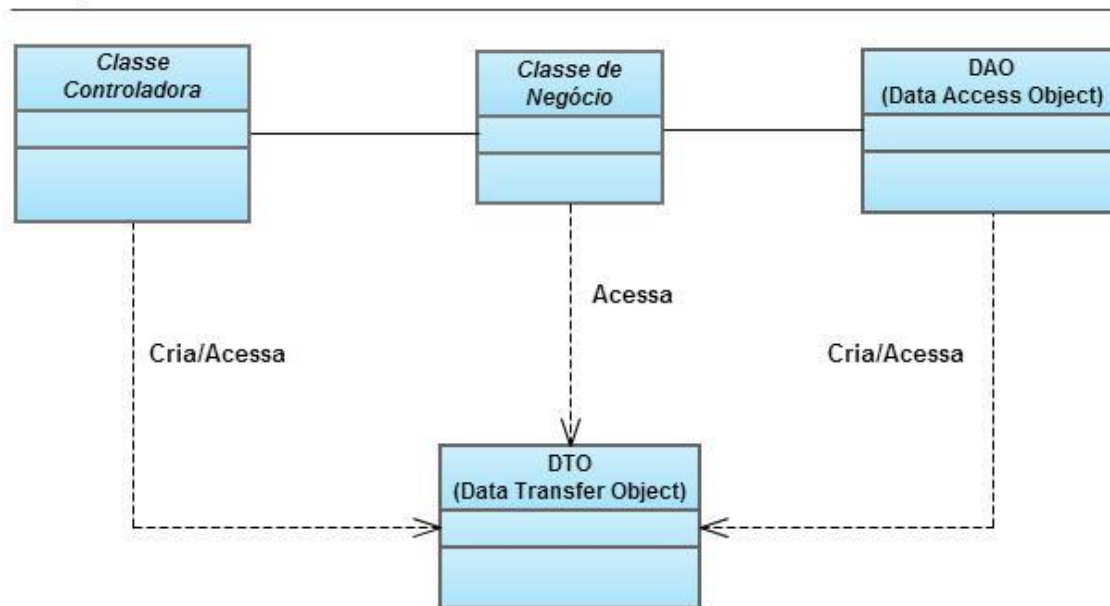 Classe
Controladora
Classe de
Negócio
DAO
(Data Access Object)
Acessa
Cria/Acessa
Cria/Acessa
DTO
(Data Transfer Object)